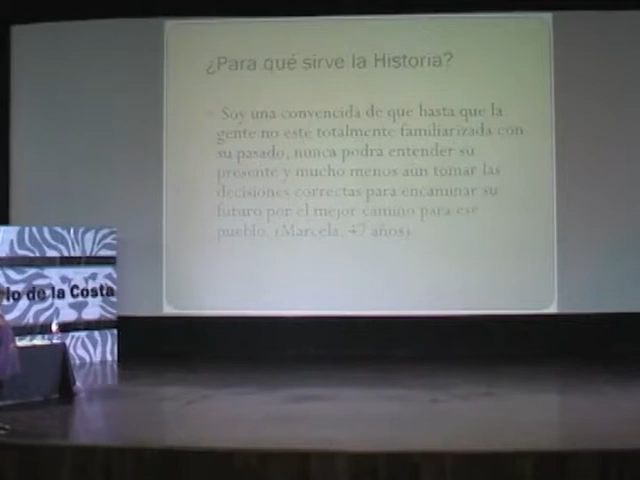 ¿Para qué sirve la Historia?
Soy una convencida de que hasta que la
gente no esté totalmente familiarizada con
su pasado, nunca podra entender su
presente y mucho menos aun tomar las
decisiones correctas para encaminar su
futuro por el mejor camino para ese
pueblo. (Marcela, 47 años)
io de la Costa